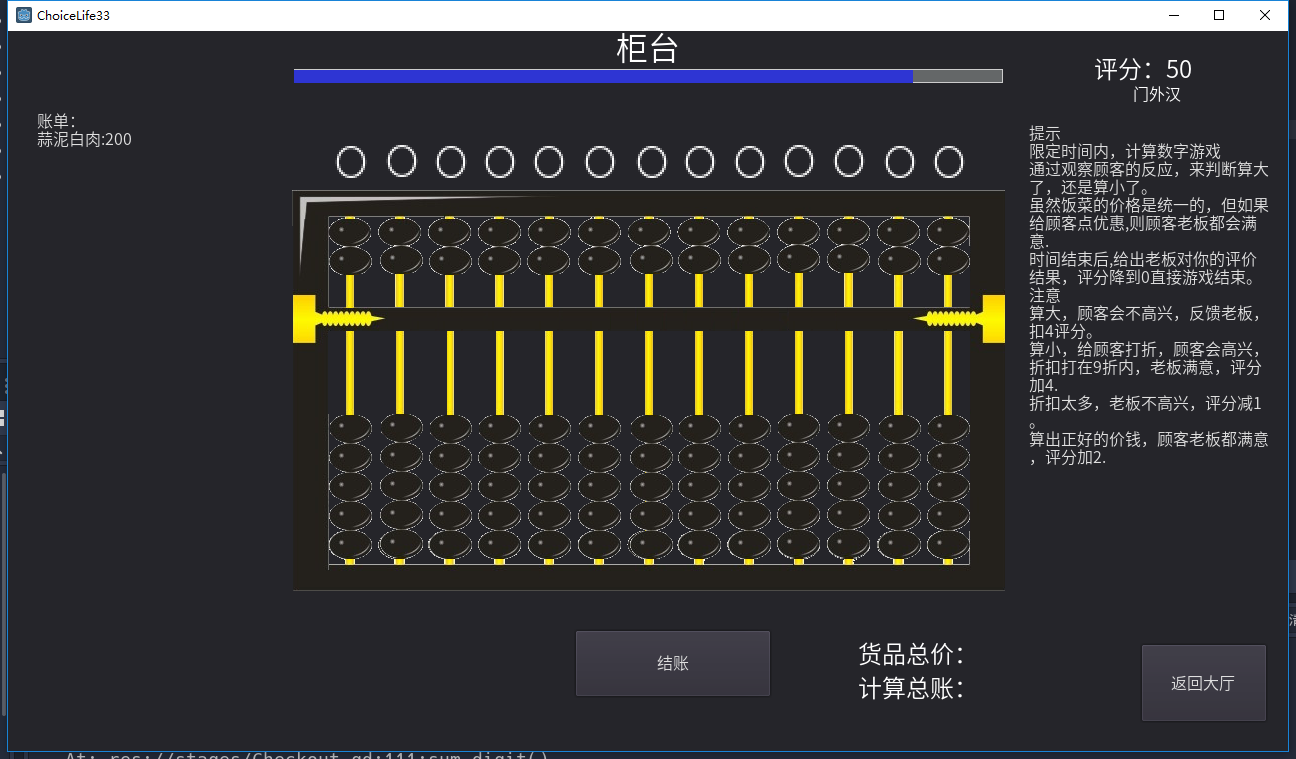 ChoiceLife33
柜台
评分：50
门外汉
账单：
蒜泥白肉:200
提示
限定时间内，计算数字游戏
通过观察顾客的反应，来判断算大
了，还是算小了。
虽然饭菜的价格是统一的，但如果
给顾客点优惠,则顾客老板都会满
意.
时间结束后,给出老板对你的评价
结果，评分降到0直接游戏结束。
注意
算大，顾客会不高兴，反馈老板，
扣4评分。
算小，给顾客打折，顾客会高兴，
折扣打在9折内，老板满意，评分
加4.
折扣太多，老板不高兴，评分减1
。
算出正好的价钱，顾客老板都满意
，评分加2.
结账
货品总价：
计算总账：
返回大厅
At: res://stages/Checkout.gd:111:sum_digit()